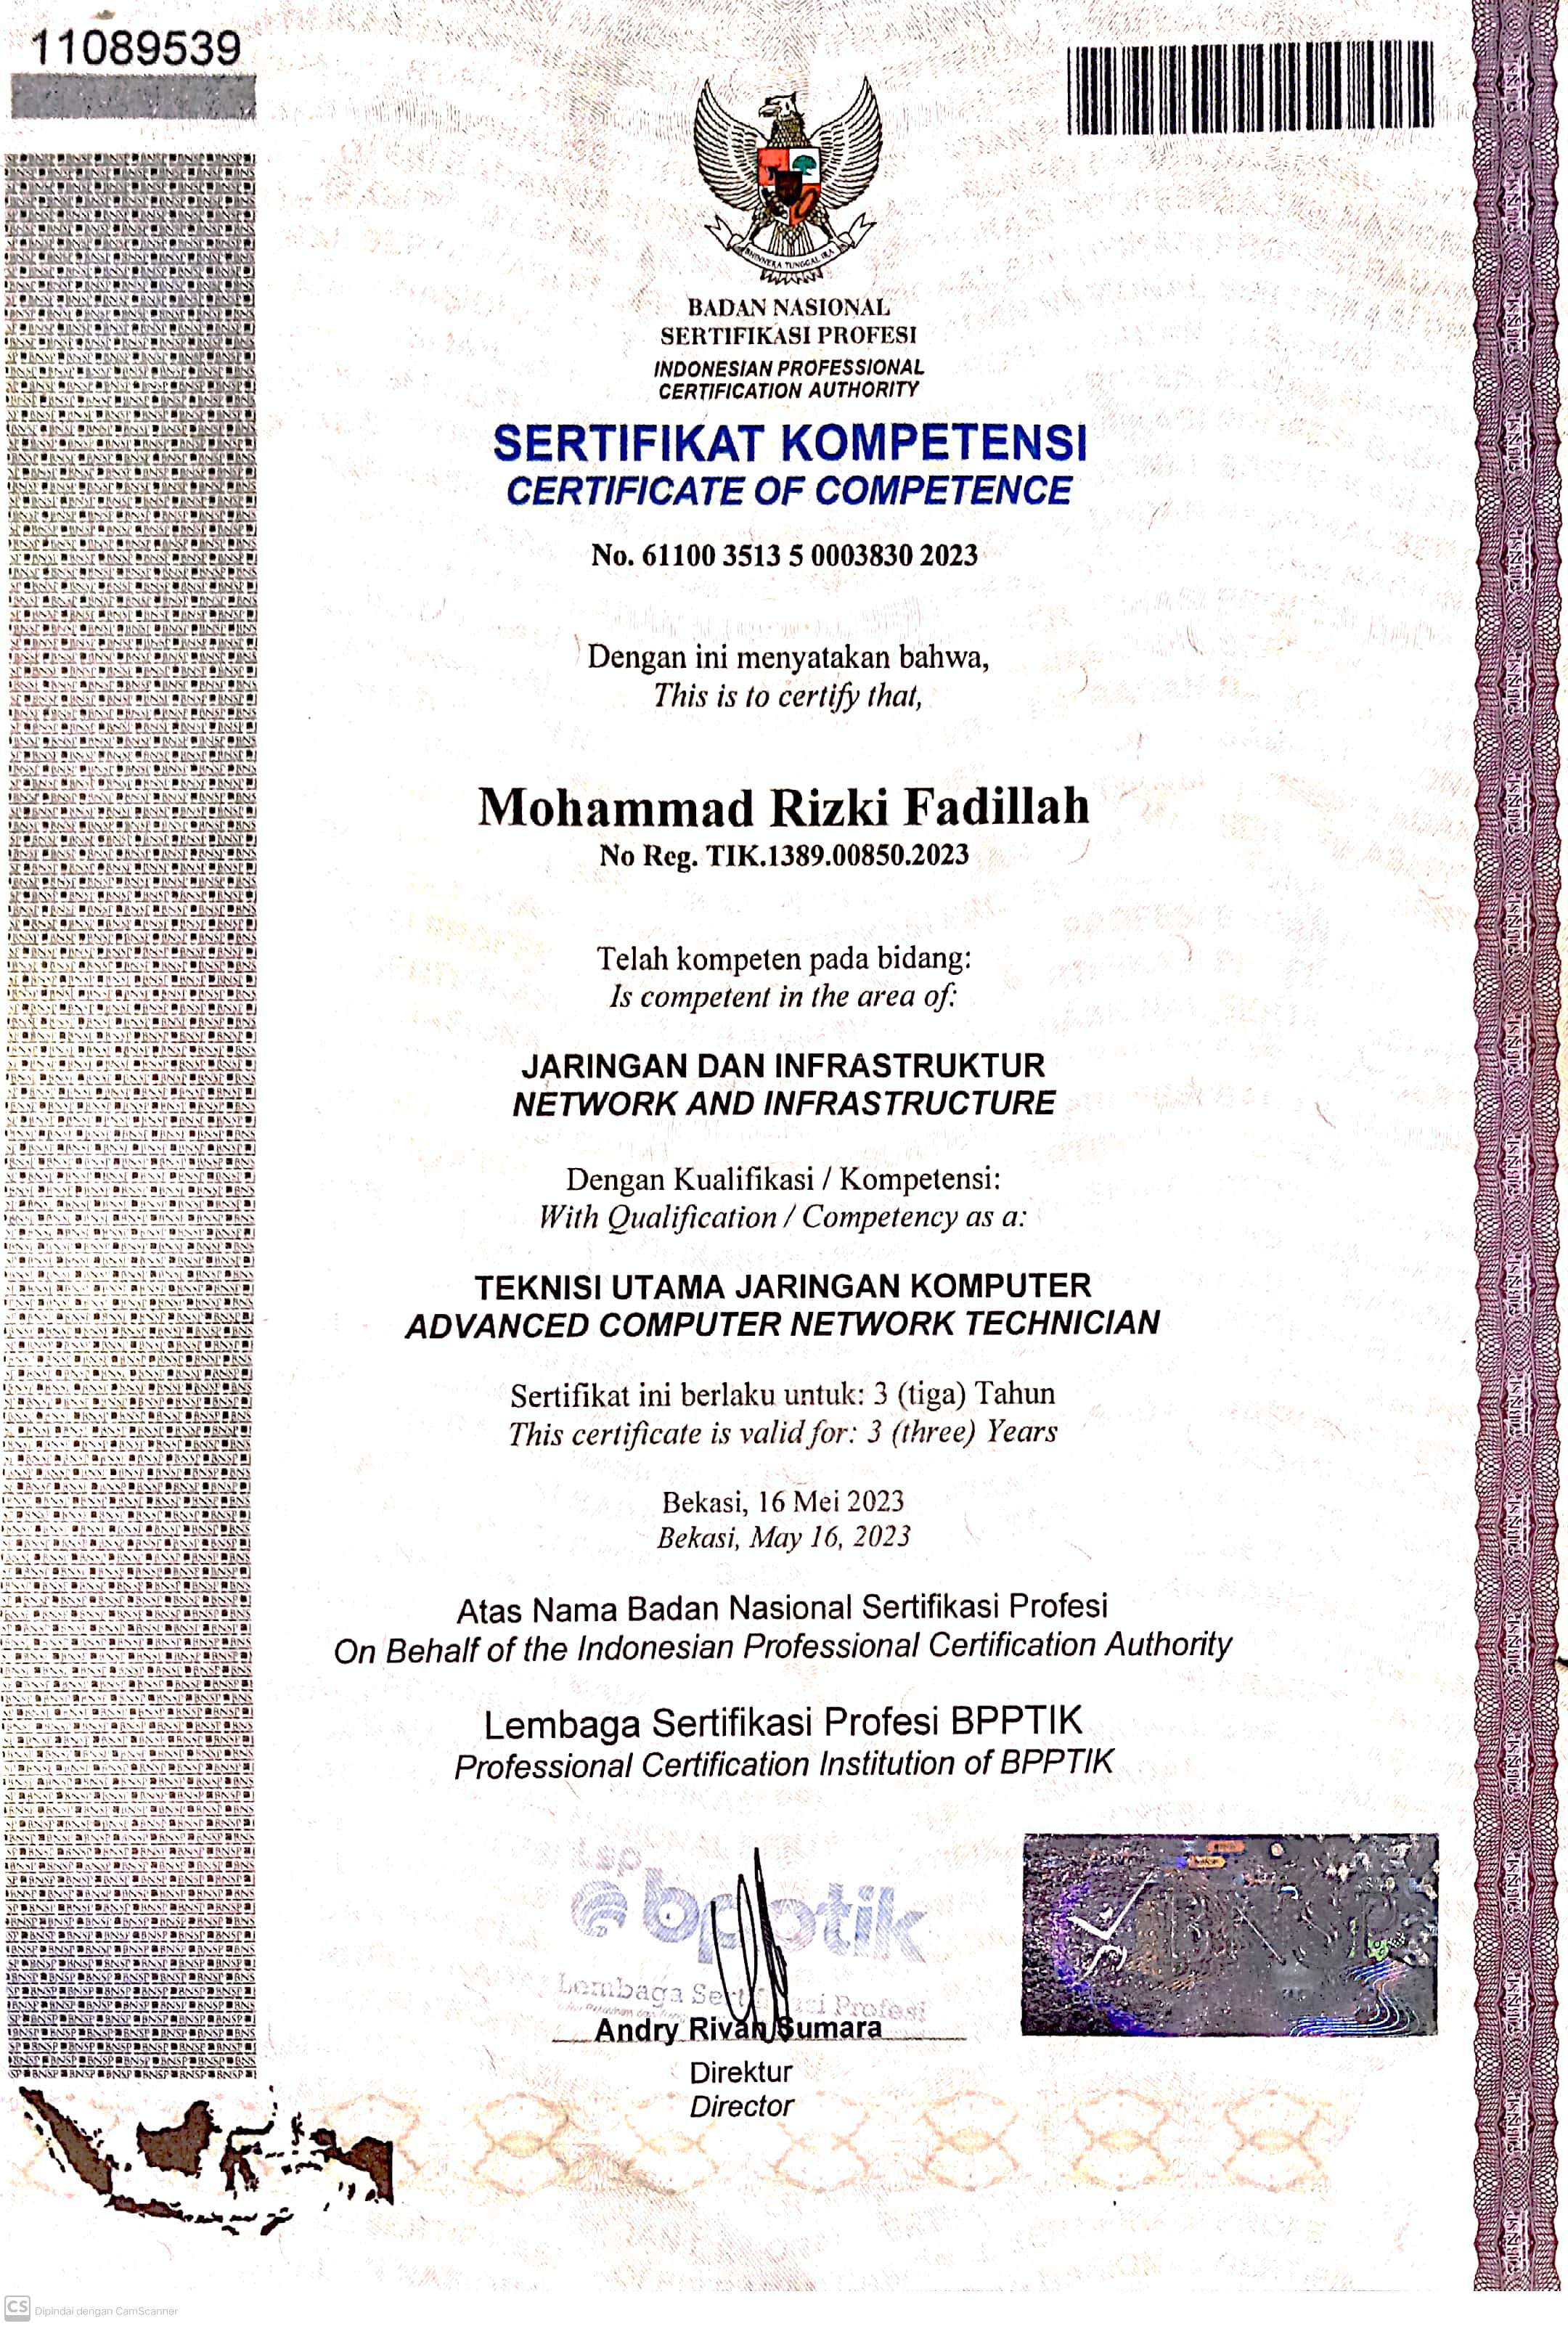 11089539
BHINNEKA TUNGGAL IKA
BADAN NASIONAL
SERTIFIKASI PROFESI
INDONESIAN PROFESSIONAL
CERTIFICATION AUTHORITY
SERTIFIKAT KOMPETENSI
CERTIFICATE OF COMPETENCE
No. 61100 3513 5 0003830 2023
Dengan ini menyatakan bahwa,
This is to certify that,
Mohammad Rizki Fadillah
No Reg. TIK.1389.00850.2023
Telah kompeten pada bidang:
Is competent in the area of:
JARINGAN DAN INFRASTRUKTUR
NETWORK AND INFRASTRUCTURE
Dengan Kualifikasi / Kompetensi:
With Qualification / Competency as a:
TEKNISI UTAMA JARINGAN KOMPUTER
ADVANCED COMPUTER NETWORK TECHNICIAN
Sertifikat ini berlaku untuk: 3 (tiga) Tahun
This certificate is valid for: 3 (three) Years
Bekasi, 16 Mei 2023
Bekasi, May 16, 2023
Atas Nama Badan Nasional Sertifikasi Profesi
On Behalf of the Indonesian Professional Certification Authority
Lembaga Sertifikasi Profesi BPPTIK
Professional Certification Institution of BPPTIK
lsp
bpptik
Lembaga Sertifikasi Profesi
Andry Rivan Sumara
Direktur
Director
BNSP
CS Dipindai dengan CamScanner